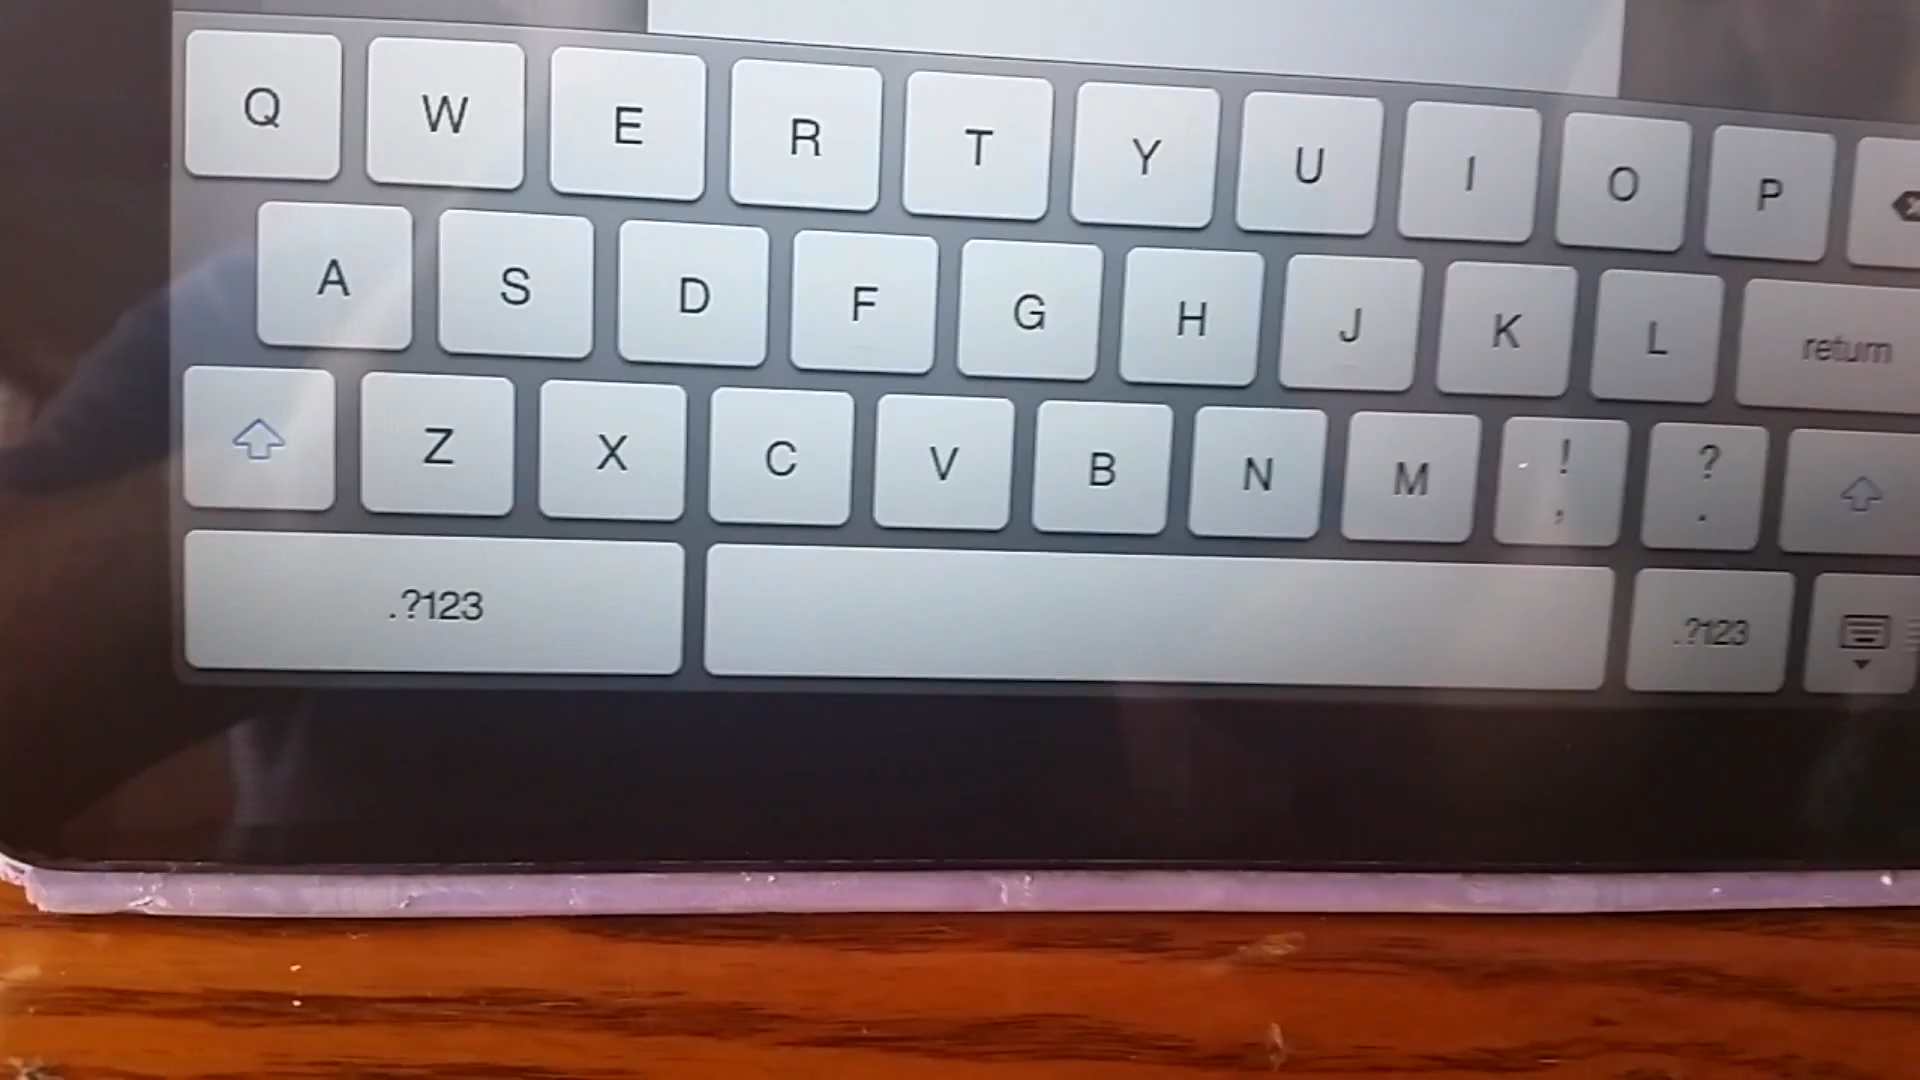 Q W E R T Y U I O P
A S D F G H J K L return
Z X C V B N M ! , ? .
.?123 .?123